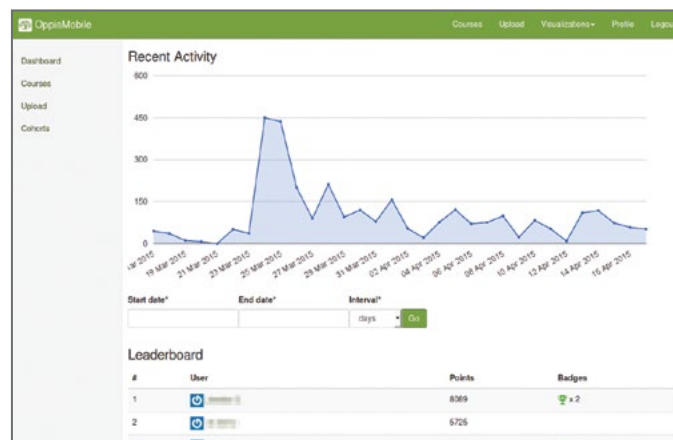 OppiaMobile
Courses Upload Visualizations Profile Logou
Dashboard
Courses
Upload
Cohorts
Recent Activity
600
450
300
150
0
Mar 2015
19 Mar 2015
21 Mar 2015
23 Mar 2015
25 Mar 2015
27 Mar 2015
29 Mar 2015
31 Mar 2015
02 Apr 2015
04 Apr 2015
06 Apr 2015
08 Apr 2015
10 Apr 2015
12 Apr 2015
14 Apr 2015
16 Apr 2015
Start date* End date* Interval*
days Go
Leaderboard
# User Points Badges
1 8089 x 2
2 5725